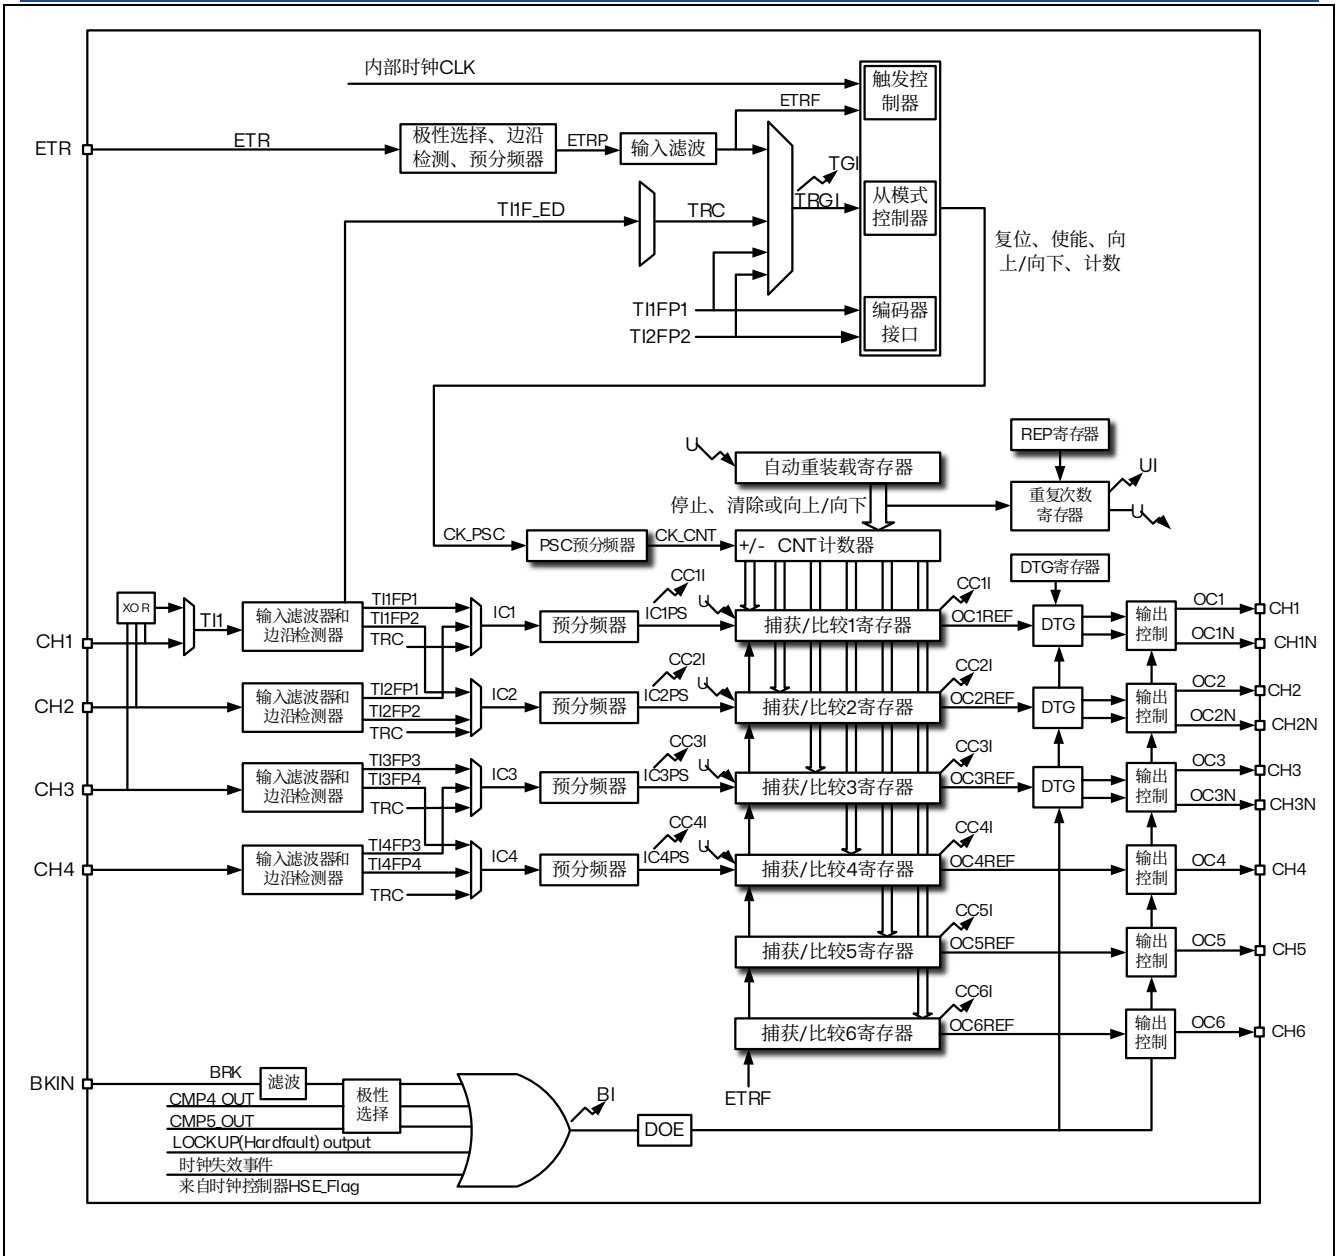 内部时钟CLK
触发控
制器
ETRF
ETR
ETR
极性选择、边沿
检测、预分频器
ETRP
输入滤波
TGI
TRGI
从模式
控制器
TI1F_ED
TRC
复位、使能、向
上/向下、计数
TI1FP1
TI2FP2
编码器
接口
REP寄存器
U
自动重装载寄存器
UI
停止、清除或向上/向下
重复次数
寄存器
U
CK_PSC
PSC预分频器
CK_CNT
+/- CNT计数器
DTG寄存器
XOR
TI1
CH1
输入滤波器和
边沿检测器
TI1FP1
TI1FP2
TRC
IC1
预分频器
CC1I
U
IC1PS
捕获/比较1寄存器
CC1I
OC1REF
DTG
输出
控制
OC1
CH1
OC1N
CH1N
CH2
输入滤波器和
边沿检测器
TI2FP1
TI2FP2
TRC
IC2
预分频器
CC2I
U
IC2PS
捕获/比较2寄存器
CC2I
OC2REF
DTG
输出
控制
OC2
CH2
OC2N
CH2N
CH3
输入滤波器和
边沿检测器
TI3FP3
TI3FP4
TRC
IC3
预分频器
CC3I
U
IC3PS
捕获/比较3寄存器
CC3I
OC3REF
DTG
输出
控制
OC3
CH3
OC3N
CH3N
CH4
输入滤波器和
边沿检测器
TI4FP3
TI4FP4
TRC
IC4
预分频器
CC4I
U
IC4PS
捕获/比较4寄存器
CC4I
OC4REF
输出
控制
OC4
CH4
捕获/比较5寄存器
CC5I
OC5REF
输出
控制
OC5
CH5
捕获/比较6寄存器
CC6I
OC6REF
输出
控制
OC6
CH6
ETRF
BKIN
BRK
滤波
CMP4_OUT
CMP5_OUT
极性
选择
LOCKUP(Hardfault) output
时钟失效事件
来自时钟控制器HSE_Flag
BI
DOE